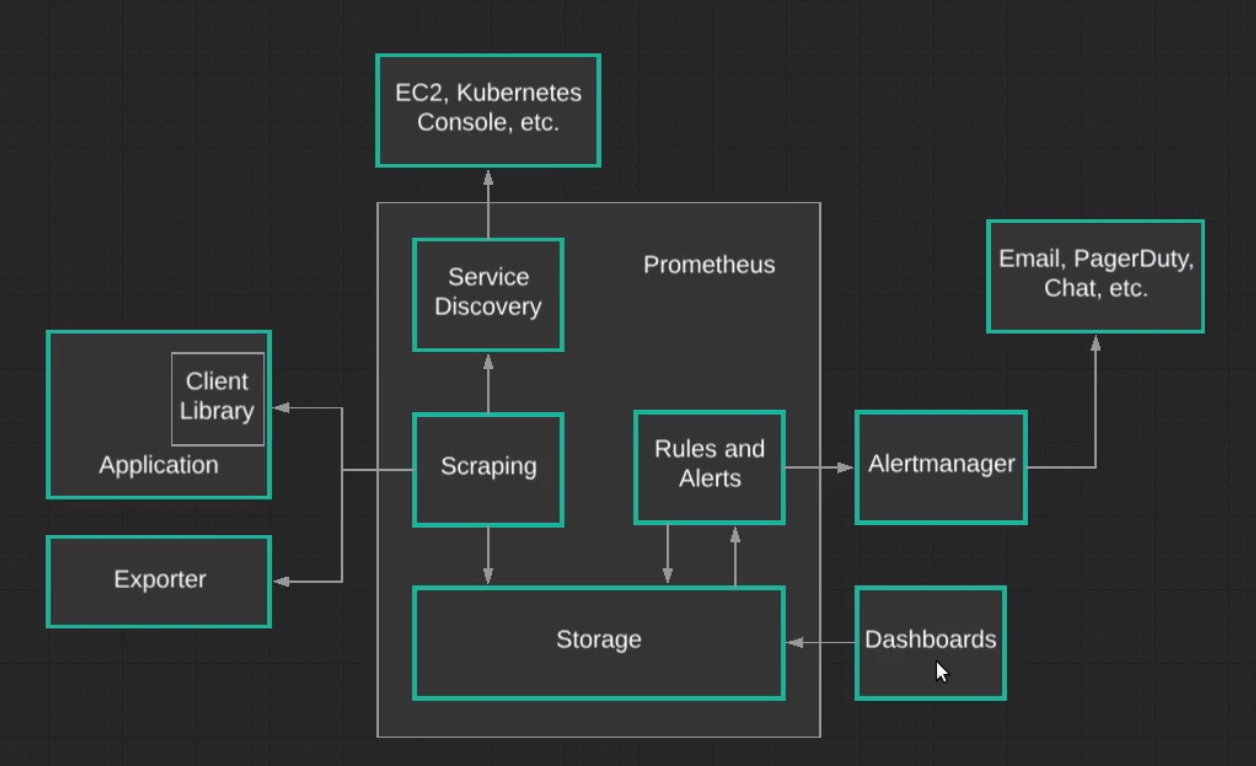 EC2, Kubernetes
Console, etc.
Service
Discovery
Prometheus
Email, PagerDuty,
Chat, etc.
Client
Library
Application
Scraping
Rules and
Alerts
Alertmanager
Exporter
Storage
Dashboards